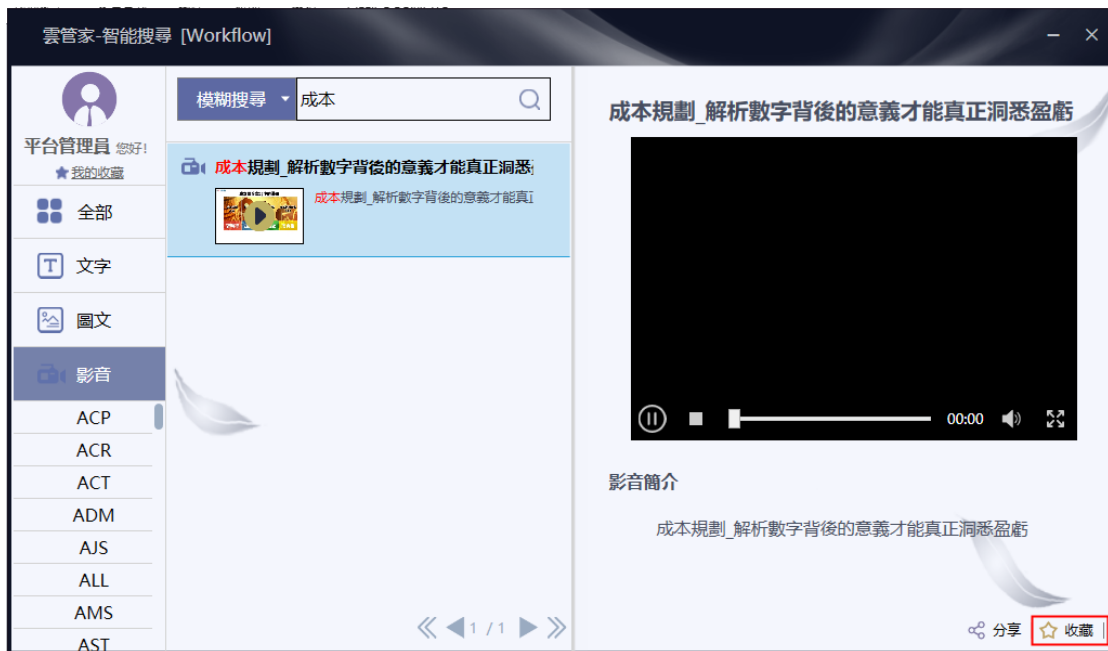 雲管家-智能搜尋 [Workflow]
平台管理員 您好!
我的收藏
全部
文字
圖文
影音
ACP
ACR
ACT
ADM
AJS
ALL
AMS
AST
模糊搜尋
成本
成本規劃_解析數字背後的意義才能真正洞悉
成本規劃_解析數字背後的意義才能真正
1 / 1
成本規劃_解析數字背後的意義才能真正洞悉盈虧
00:00
影音簡介
成本規劃_解析數字背後的意義才能真正洞悉盈虧
分享
收藏